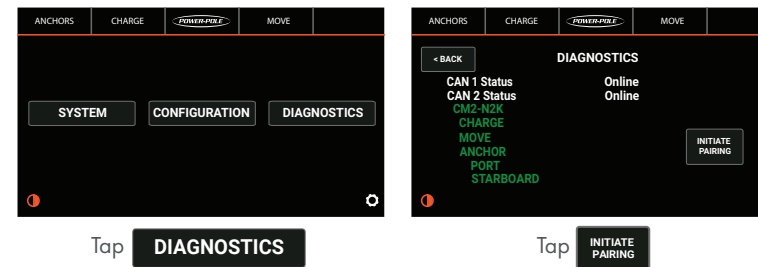 ANCHORS CHARGE POWER-POLE MOVE
SYSTEM CONFIGURATION DIAGNOSTICS
Tap DIAGNOSTICS
ANCHORS CHARGE POWER-POLE MOVE
< BACK DIAGNOSTICS
CAN 1 Status Online
CAN 2 Status Online
CM2-N2K
CHARGE
MOVE
ANCHOR
PORT
STARBOARD
INITIATE
PAIRING
Tap INITIATE
PAIRING